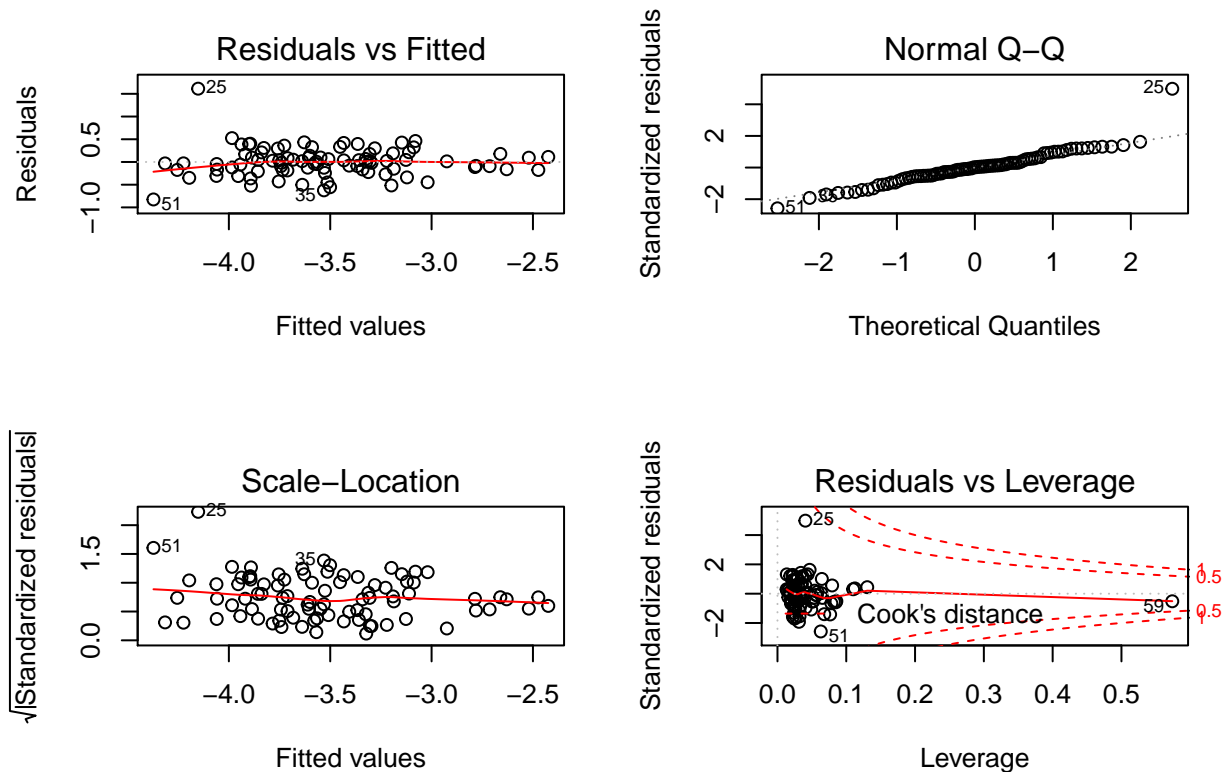 Residuals vs Fitted
Residuals
0.5
−1.0
25
51
35
−4.0 −3.5 −3.0 −2.5
Fitted values
Normal Q−Q
Standardized residuals
2
0
−2
25
51
−2 −1 0 1 2
Theoretical Quantiles
Scale−Location
√|Standardized residuals|
1.5
0.0
25
51
35
−4.0 −3.5 −3.0 −2.5
Fitted values
Residuals vs Leverage
Standardized residuals
2
0
−2
25
51
59
Cook's distance
1
0.5
0.5
1
0.0 0.1 0.2 0.3 0.4 0.5
Leverage